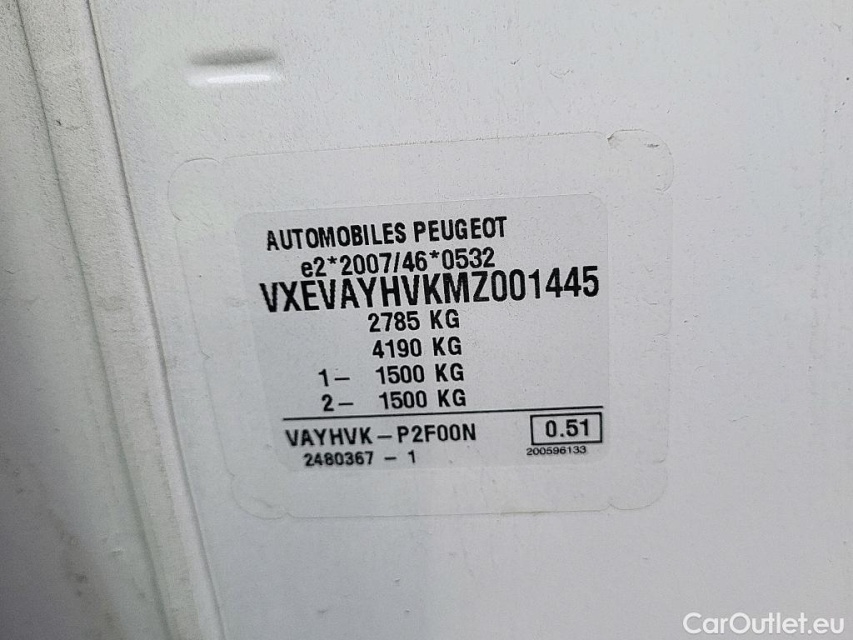 AUTOMOBILES PEUGEOT
e2*2007/46*0532
VXEVAYHVKMZ001445
2785 KG
4190 KG
1- 1500 KG
2- 1500 KG
VAYHVK-P2F00N 0.51
2480367 - 1 200596133
CarOutlet.eu